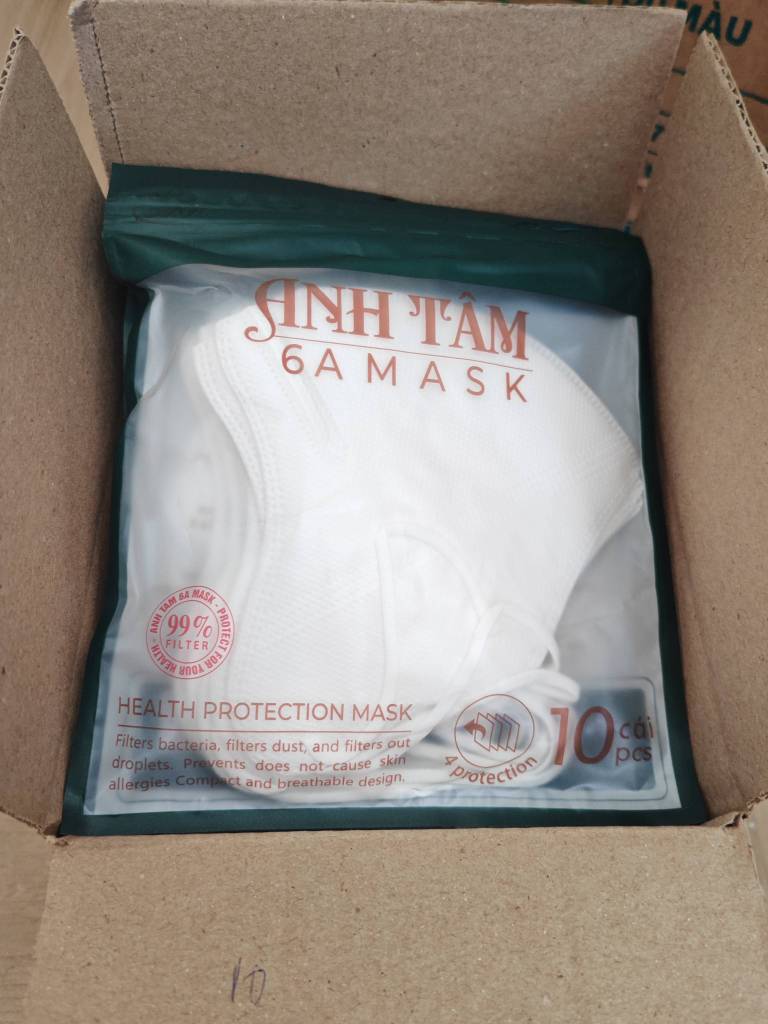 MÀU
ANH TÂM
6A MASK
ANH TAM 6A MASK - PROTECT FOR YOUR HEALTH -
99%
FILTER
HEALTH PROTECTION MASK
Filters bacteria, filters dust, and filters out
droplets. Prevents does not cause skin
allergies Compact and breathable design.
4 protection
10 cái
pcs
10